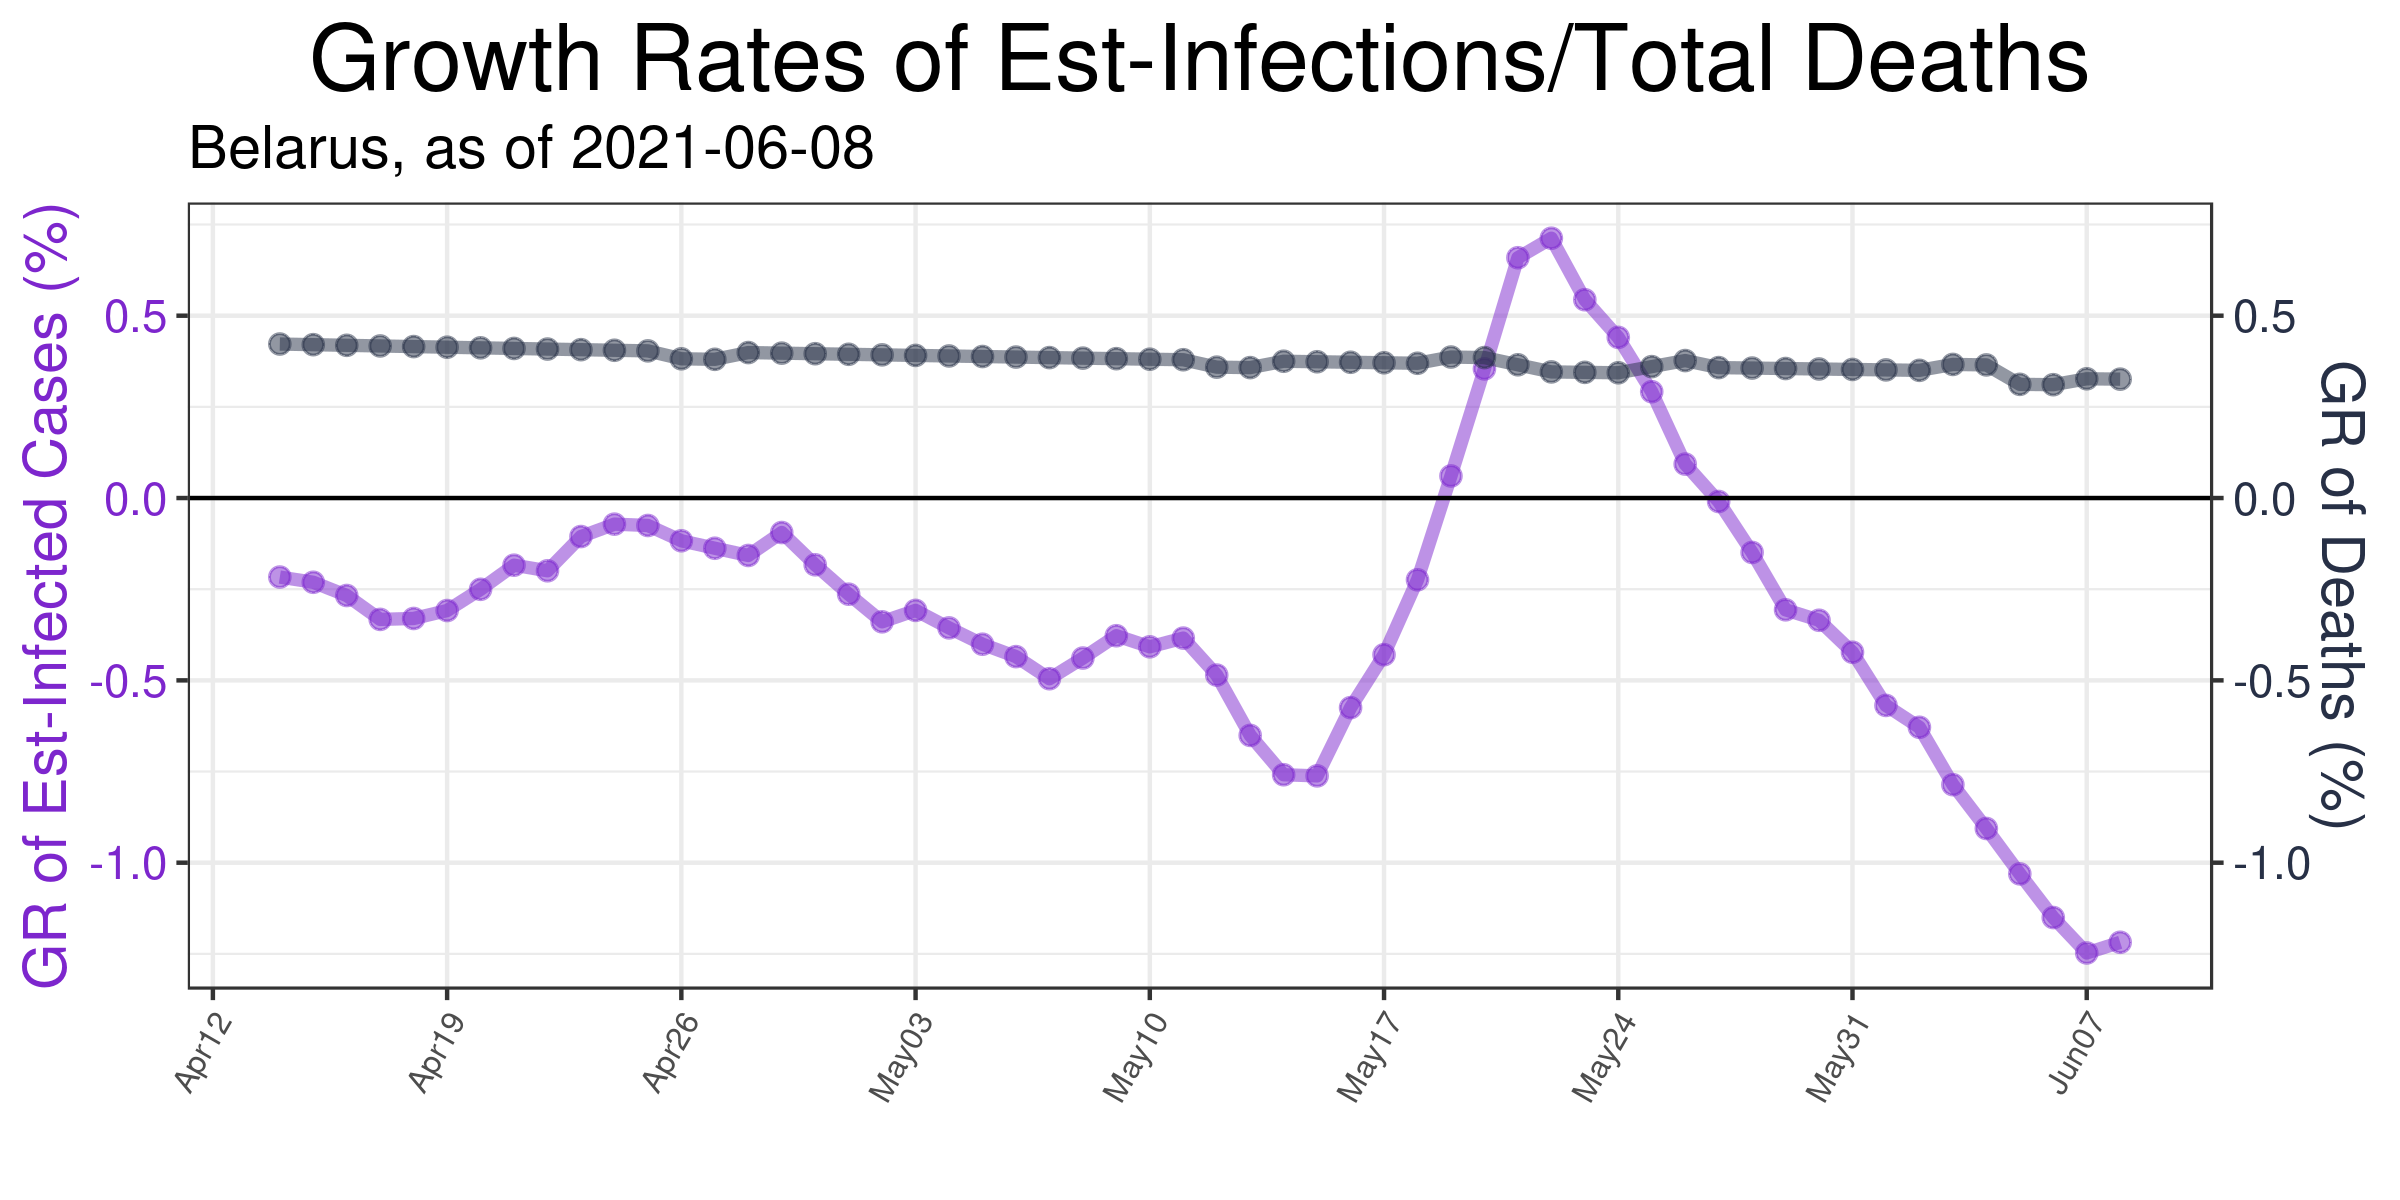 Growth Rates of Est-Infections/Total Deaths
Belarus, as of 2021-06-08
GR of Est-Infected Cases (%)
0.5
0.0
-0.5
-1.0
0.5
0.0
-0.5
-1.0
GR of Deaths (%)
Apr12
Apr19
Apr26
May03
May10
May17
May24
May31
Jun07